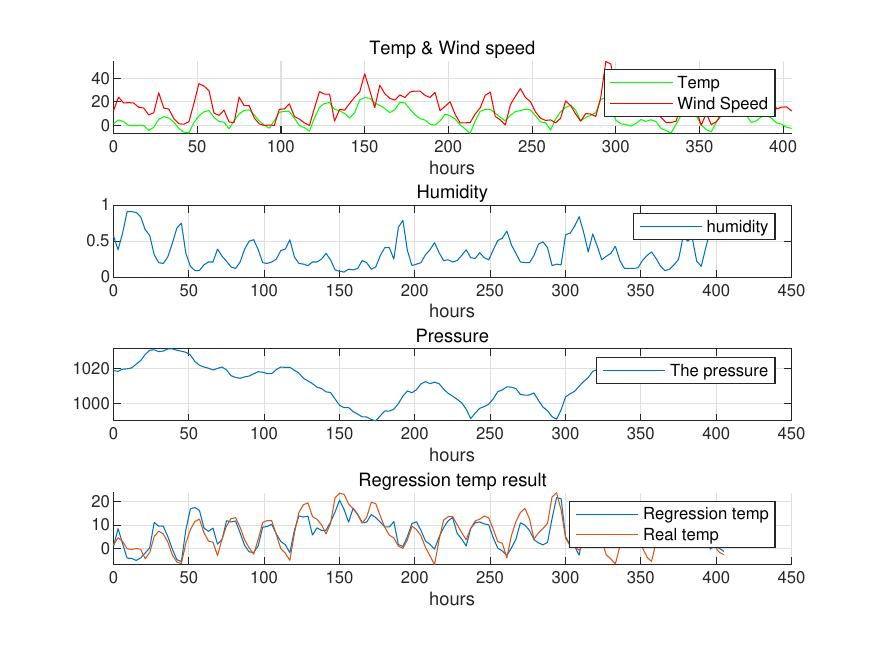 Temp & Wind speed
40
20
0
Temp
Wind Speed
0 50 100 150 200 250 300 350 400
hours
Humidity
1
0.5
0
humidity
0 50 100 150 200 250 300 350 400 450
hours
Pressure
1020
1000
The pressure
0 50 100 150 200 250 300 350 400 450
hours
Regression temp result
20
10
0
Regression temp
Real temp
0 50 100 150 200 250 300 350 400 450
hours